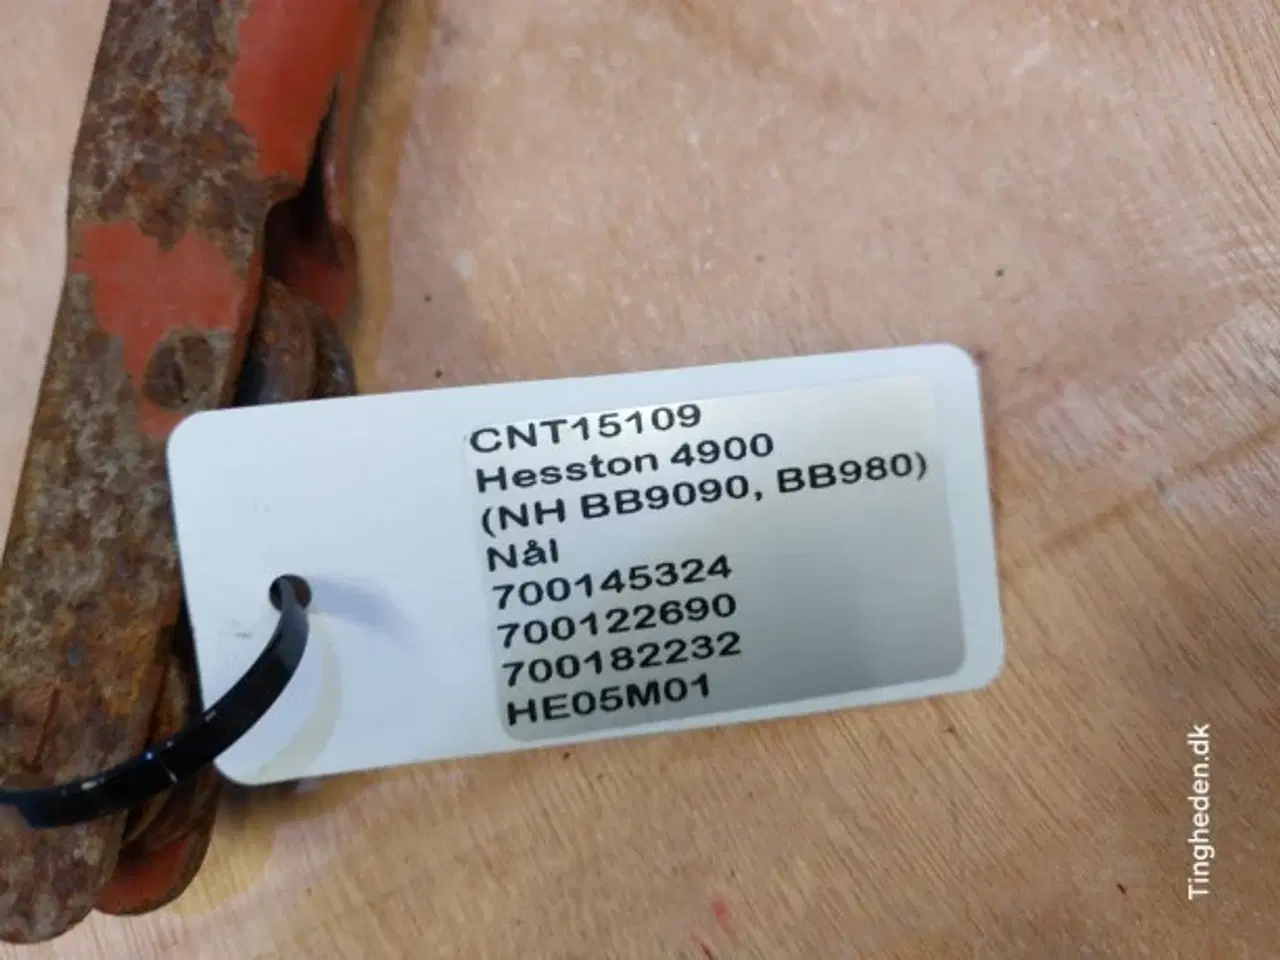 CNT15109
Hesston 4900
(NH BB9090, BB980)
Nål
700145324
700122690
700182232
HE05M01
Tingheden.dk